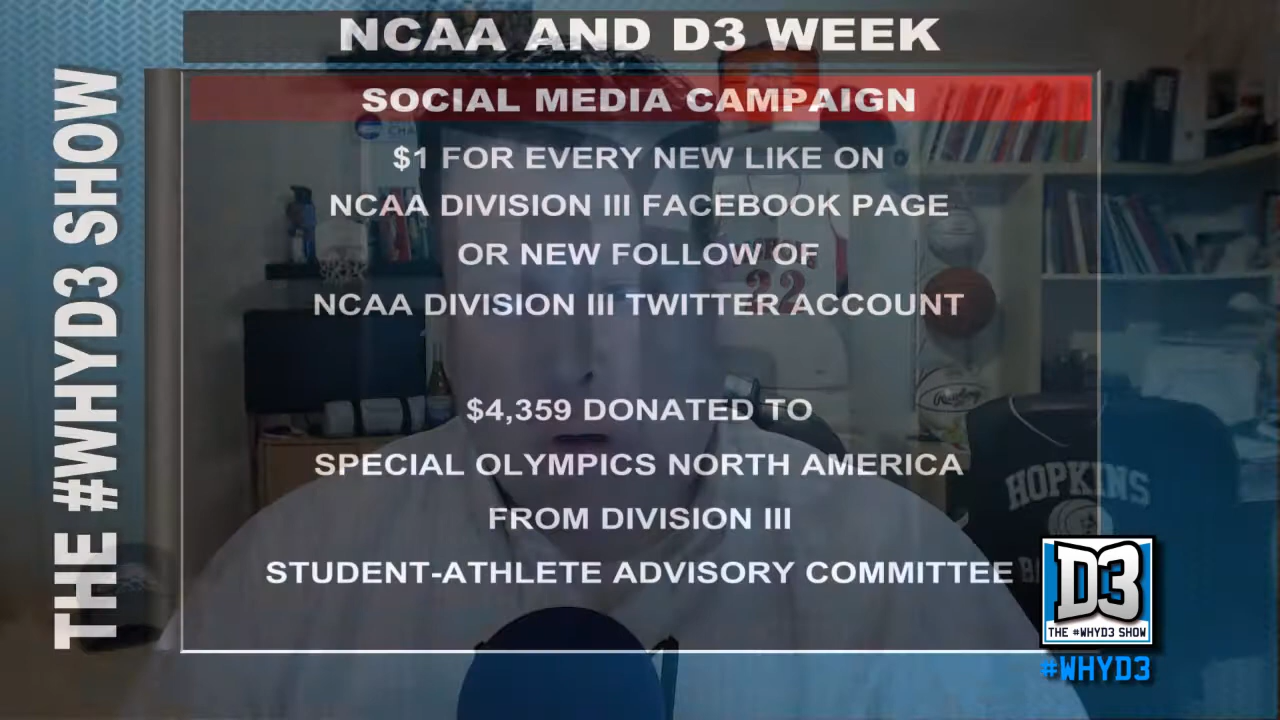 NCAA AND D3 WEEK
THE #WHYD3 SHOW
SOCIAL MEDIA CAMPAIGN
$1 FOR EVERY NEW LIKE ON
NCAA DIVISION III FACEBOOK PAGE
OR NEW FOLLOW OF
NCAA DIVISION III TWITTER ACCOUNT
22
$4,359 DONATED TO
SPECIAL OLYMPICS NORTH AMERICA
FROM DIVISION III
STUDENT-ATHLETE ADVISORY COMMITTEE
HOPKINS
D3
THE #WHYD3 SHOW
#WHYD3